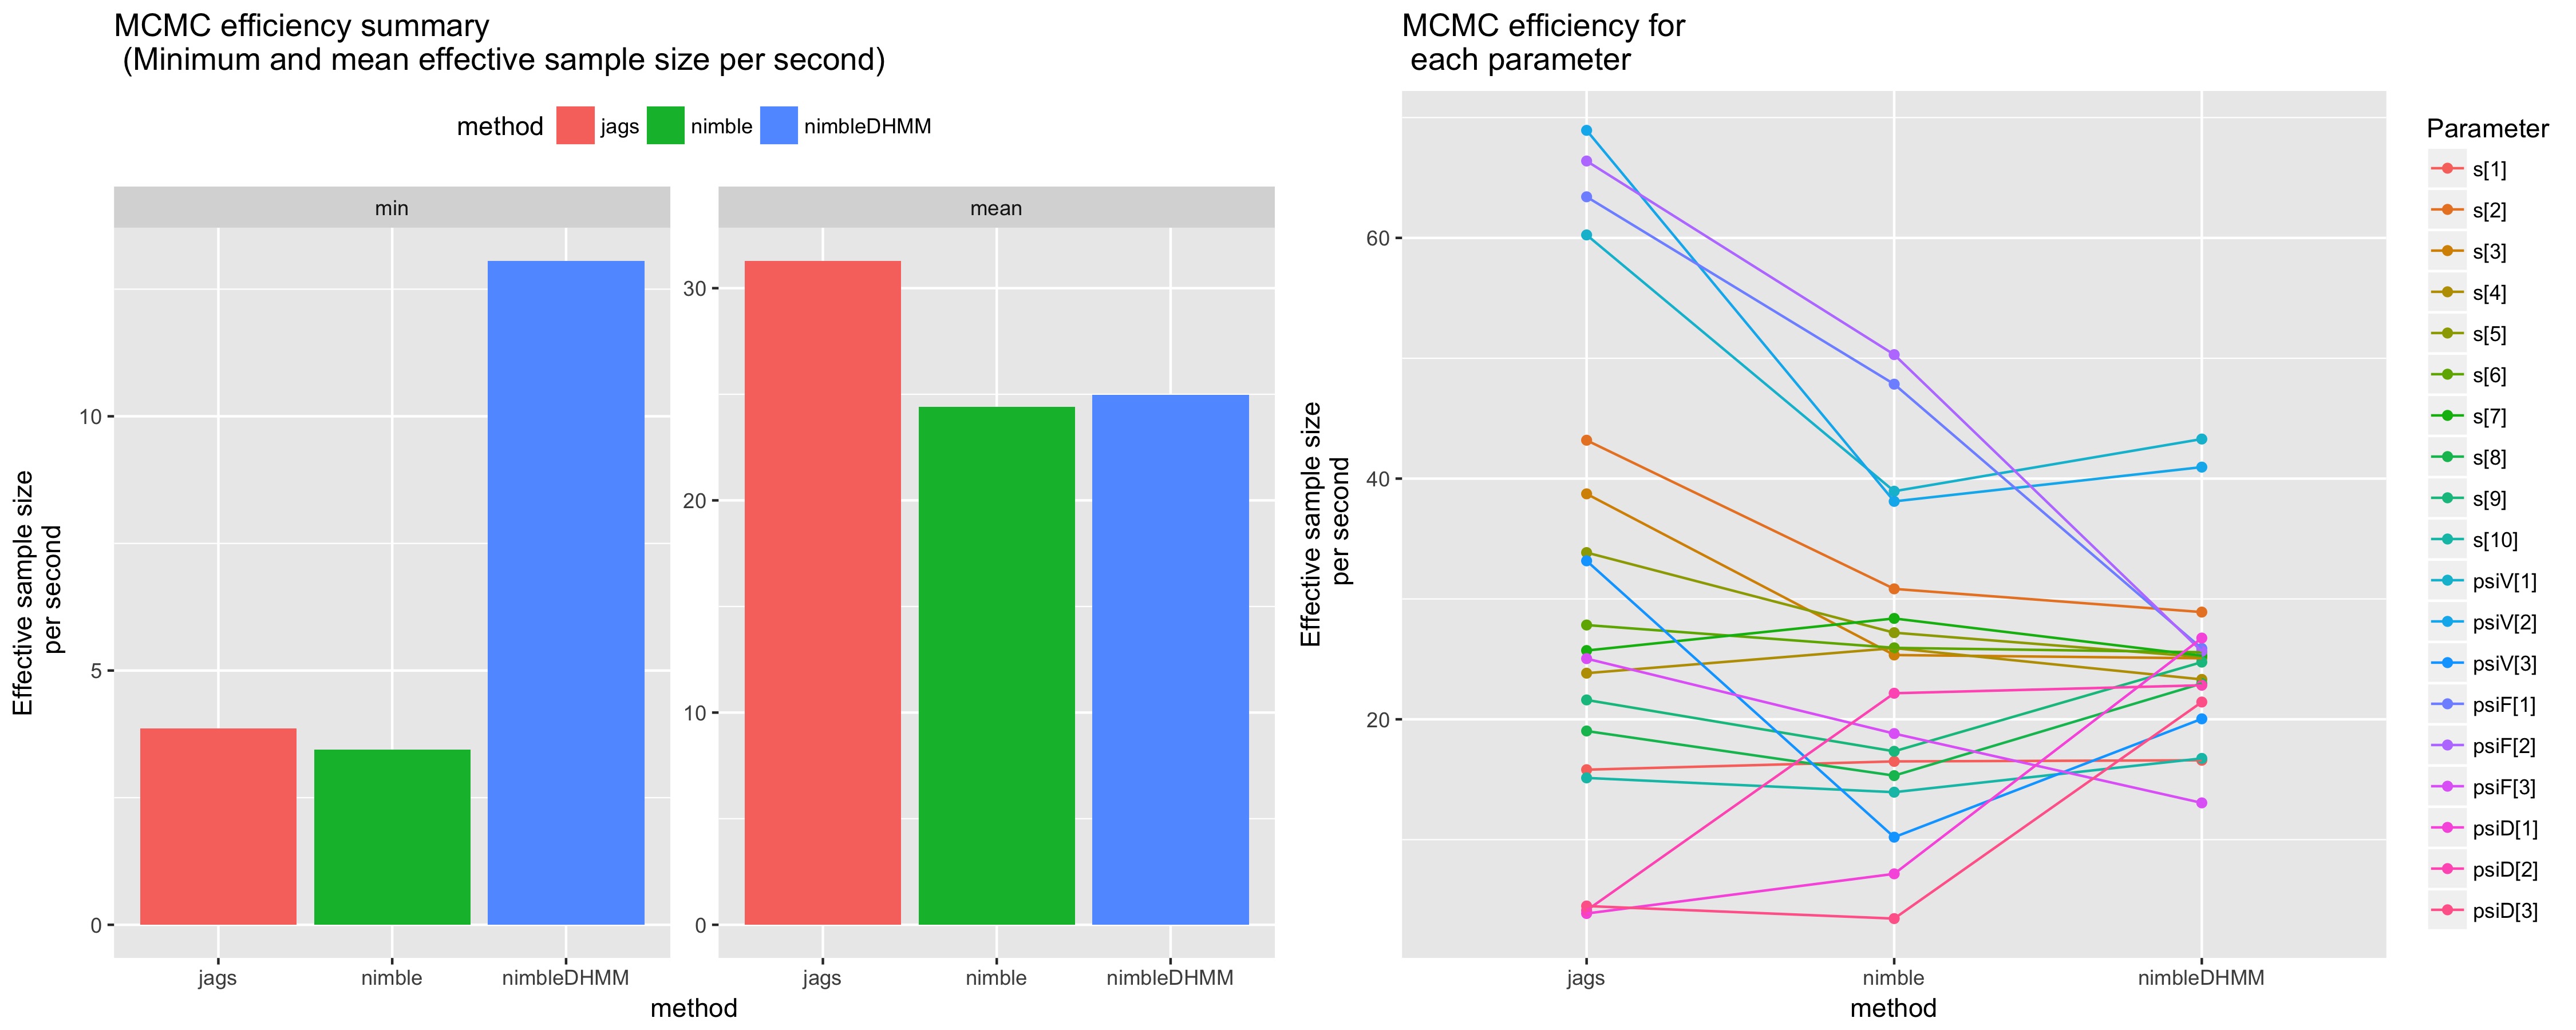 MCMC efficiency summary
(Minimum and mean effective sample size per second)
method jags nimble nimbleDHMM
min
mean
Effective sample size
per second
10
5
0
30
20
10
0
jags nimble nimbleDHMM
jags nimble nimbleDHMM
method
MCMC efficiency for
each parameter
Effective sample size
per second
60
40
20
jags nimble nimbleDHMM
method
Parameter
s[1]
s[2]
s[3]
s[4]
s[5]
s[6]
s[7]
s[8]
s[9]
s[10]
psiV[1]
psiV[2]
psiV[3]
psiF[1]
psiF[2]
psiF[3]
psiD[1]
psiD[2]
psiD[3]